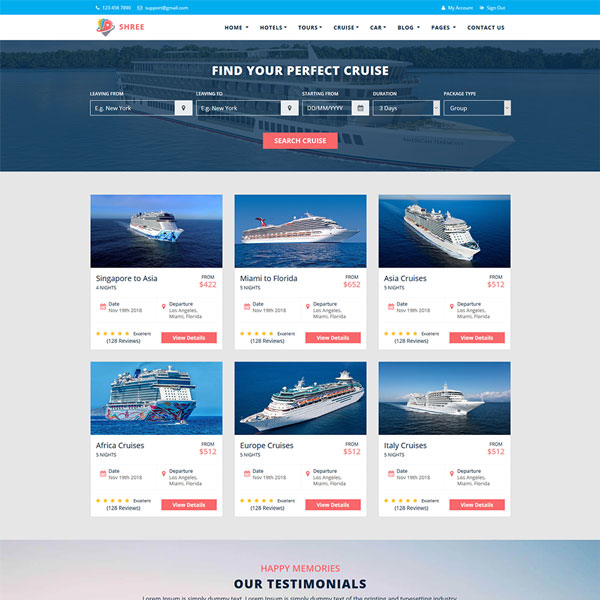 123 456 7890 support@gmail.com My Account Sign Out
SHREE HOME HOTELS TOURS CRUISE CAR BLOG PAGES CONTACT US
FIND YOUR PERFECT CRUISE
LEAVING FROM LEAVING TO STARTING FROM DURATION PACKAGE TYPE
E.g. New York E.g. New York DD/MM/YYYY 3 Days Group
SEARCH CRUISE
Singapore to Asia FROM
4 NIGHTS $422
Date Departure
Nov 19th 2018 Los Angeles,
Miami, Florida
Excellent
(128 Reviews) View Details
Miami to Florida FROM
5 NIGHTS $652
Date Departure
Nov 19th 2018 Los Angeles,
Miami, Florida
Excellent
(128 Reviews) View Details
Asia Cruises FROM
5 NIGHTS $512
Date Departure
Nov 19th 2018 Los Angeles,
Miami, Florida
Excellent
(128 Reviews) View Details
Africa Cruises FROM
5 NIGHTS $512
Date Departure
Nov 19th 2018 Los Angeles,
Miami, Florida
Excellent
(128 Reviews) View Details
Europe Cruises FROM
5 NIGHTS $512
Date Departure
Nov 19th 2018 Los Angeles,
Miami, Florida
Excellent
(128 Reviews) View Details
Italy Cruises FROM
5 NIGHTS $512
Date Departure
Nov 19th 2018 Los Angeles,
Miami, Florida
Excellent
(128 Reviews) View Details
HAPPY MEMORIES
OUR TESTIMONIALS
Lorem Ipsum is simply dummy text. Lorem Ipsum is simply dummy text of the printing and typesetting industry.